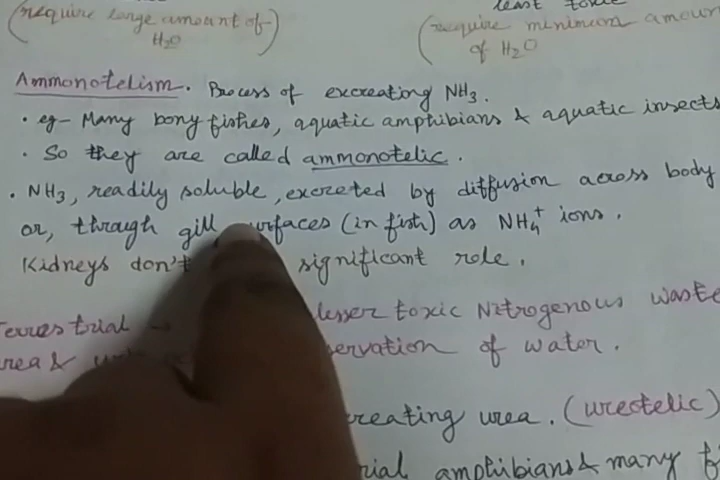 (require large amount of
H₂O)
least toxic
(require minimum amoun
of H₂O
Ammonotelism. Process of excreating NH₃.
• eg- Many bony fishes, aquatic amphibians & aquatic insects
• So they are called ammonotelic.
• NH₃, readily soluble, excreted by diffusion across body
or, through gill surfaces (in fish) as NH₄⁺ ions.
Kidneys don't significant role.
Terrestrial lesser toxic Nitrogenous waste
urea & servation of water.
reating urea. (ureotelic)
rial amphibians & many f